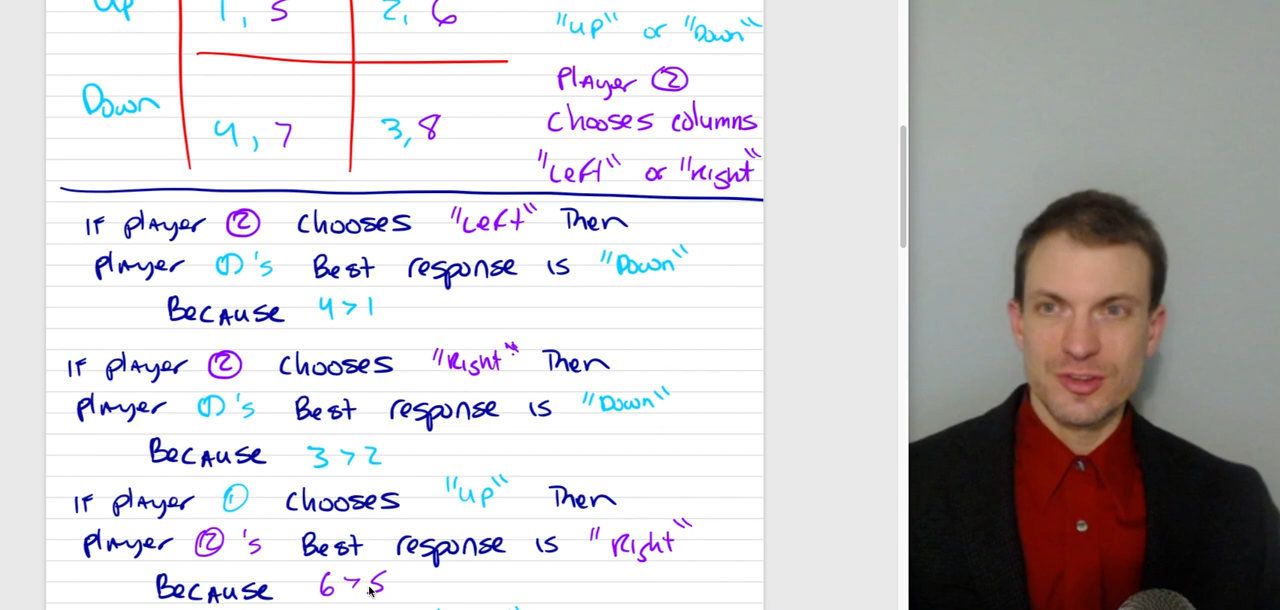 Up 1, 5 2, 6 "Up" or "Down"
Player ②
Down chooses columns
4, 7 3, 8
"Left" or "Right"
If player ② chooses "Left" Then
player ①'s Best response is "Down"
Because 4 > 1
If player ② chooses "Right" Then
player ①'s Best response is "Down"
Because 3 > 2
If player ① chooses "Up" Then
player ②'s Best response is "Right"
Because 6 > 5